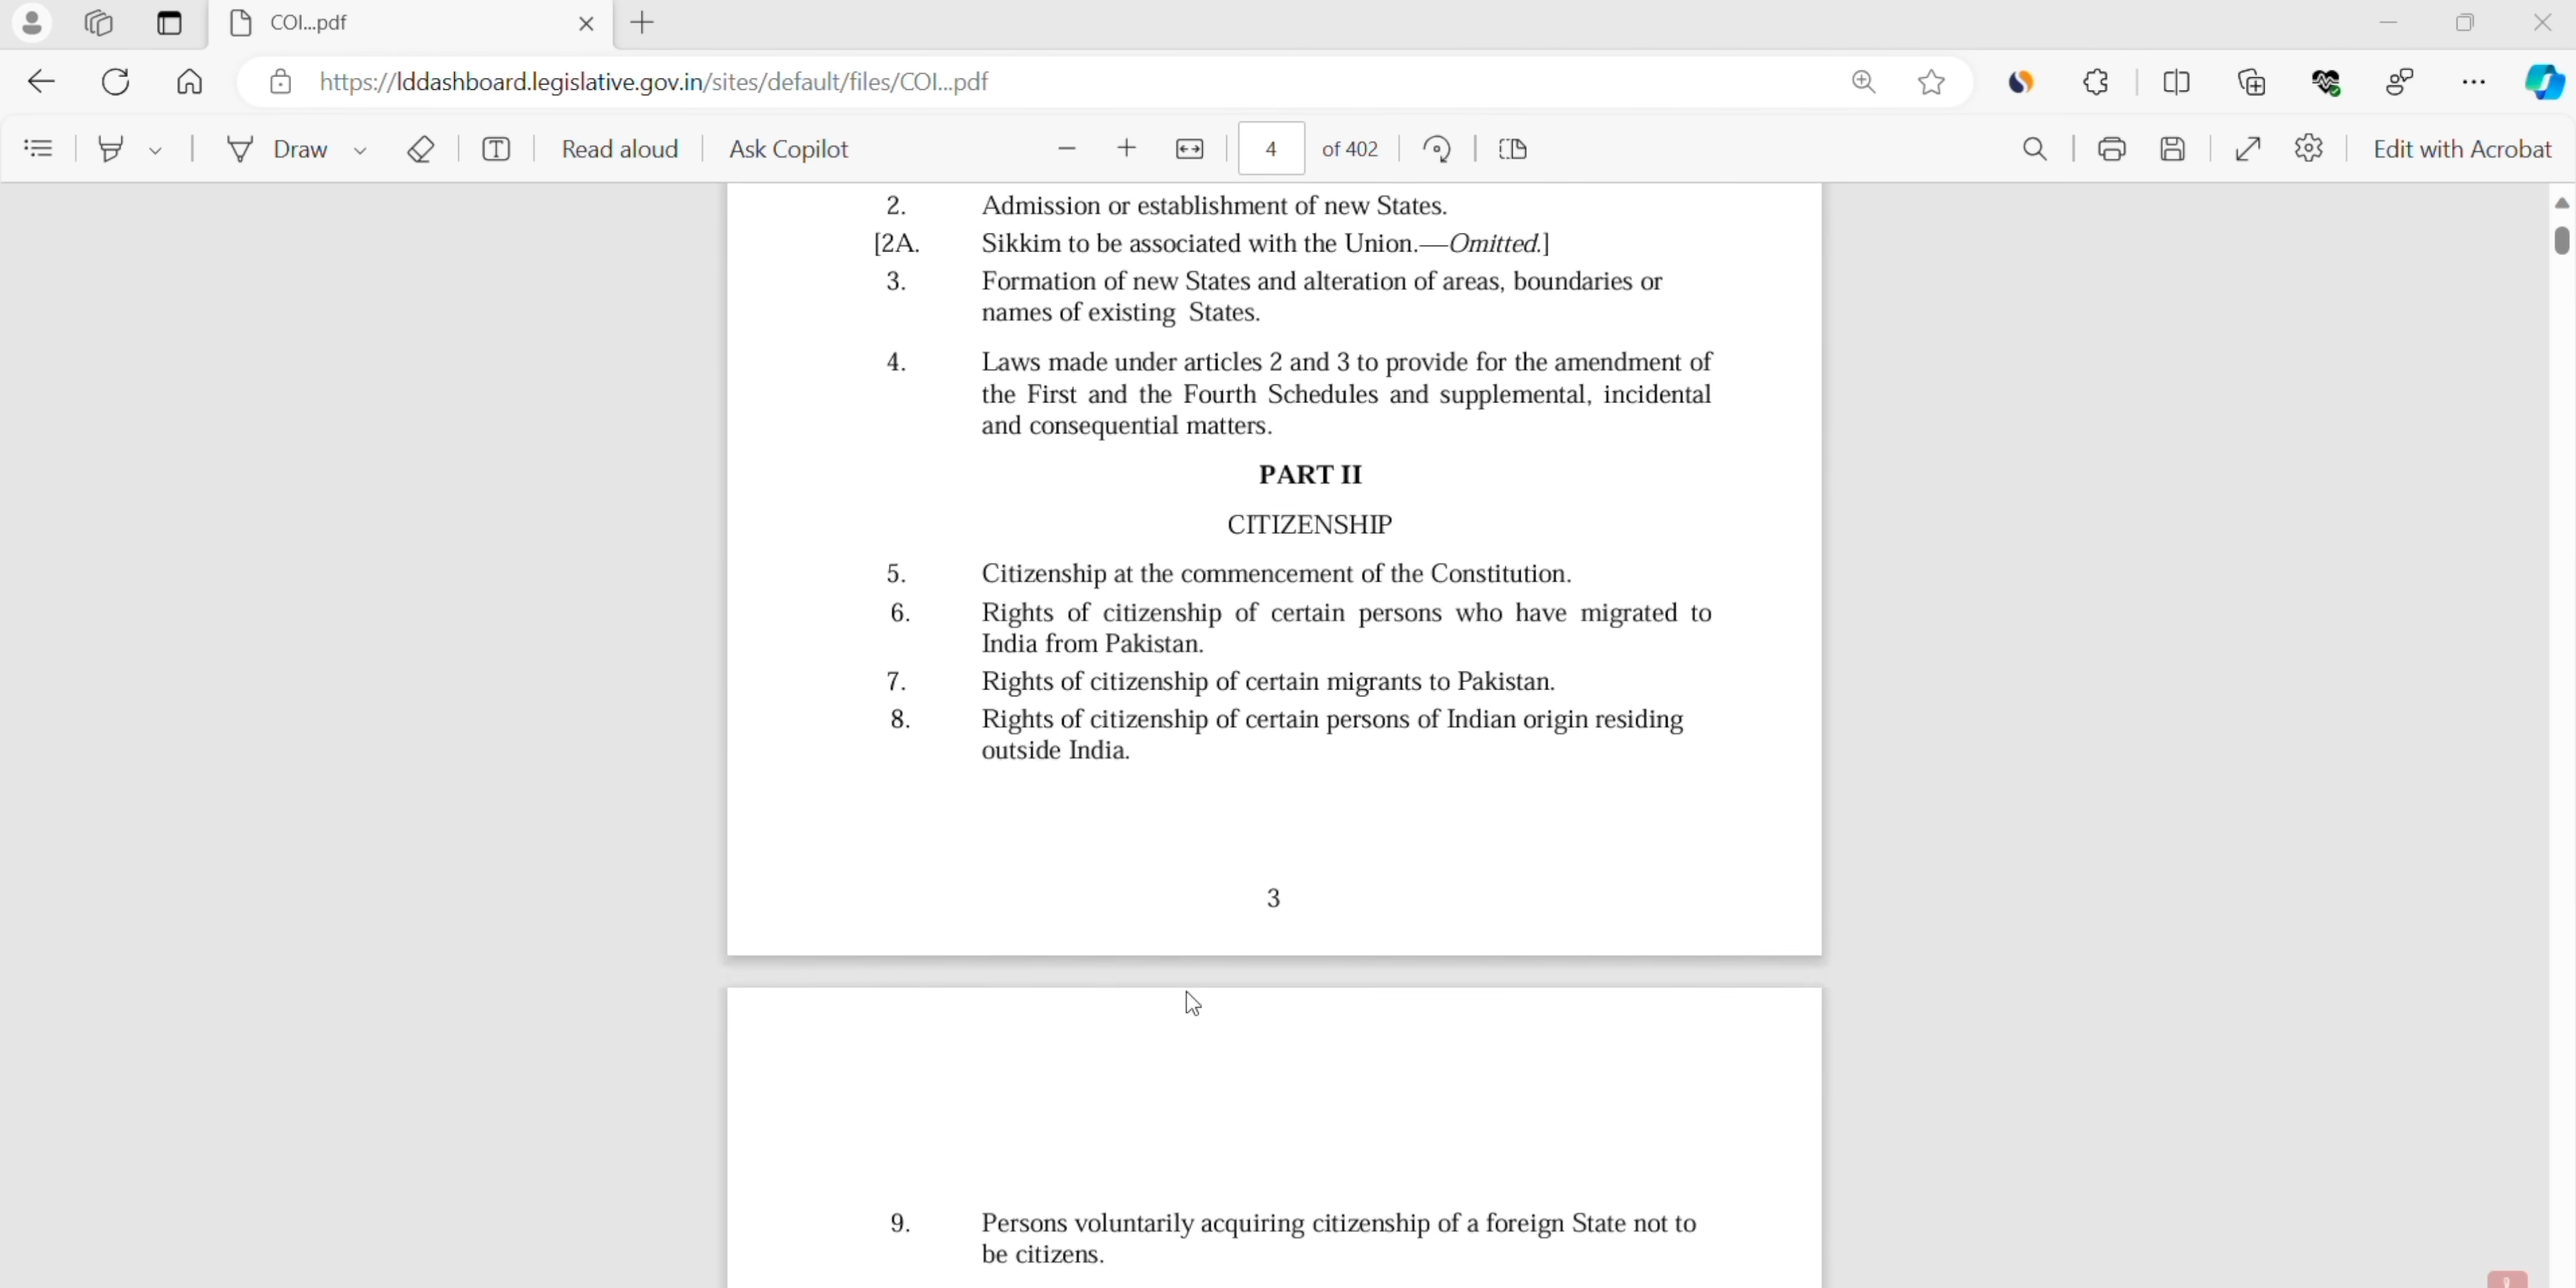 COI...pdf
https://lddashboard.legislative.gov.in/sites/default/files/COI...pdf
Draw Read aloud Ask Copilot 4 of 402 Edit with Acrobat
2. Admission or establishment of new States.
[2A. Sikkim to be associated with the Union.—Omitted.]
3. Formation of new States and alteration of areas, boundaries or
names of existing States.
4. Laws made under articles 2 and 3 to provide for the amendment of
the First and the Fourth Schedules and supplemental, incidental
and consequential matters.
PART II
CITIZENSHIP
5. Citizenship at the commencement of the Constitution.
6. Rights of citizenship of certain persons who have migrated to
India from Pakistan.
7. Rights of citizenship of certain migrants to Pakistan.
8. Rights of citizenship of certain persons of Indian origin residing
outside India.
3
9. Persons voluntarily acquiring citizenship of a foreign State not to
be citizens.